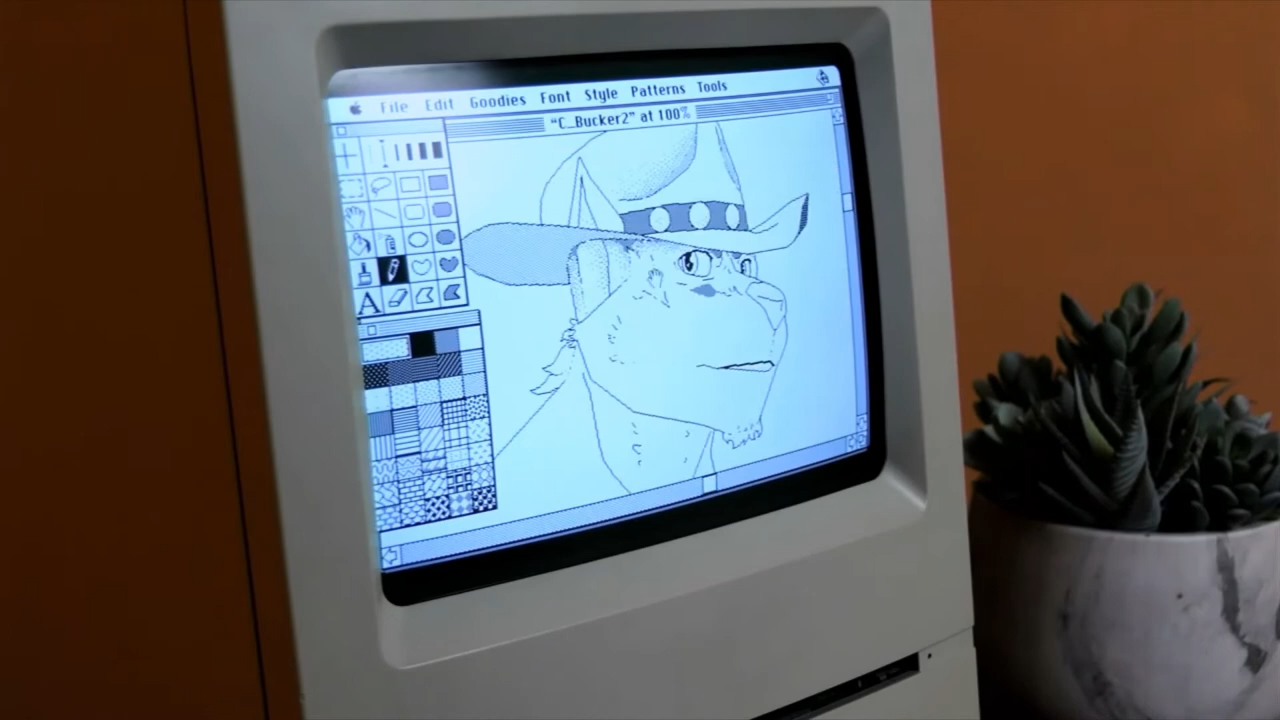 File Edit Goodies Font Style Patterns Tools
"C_Bucker2" at 100%
A